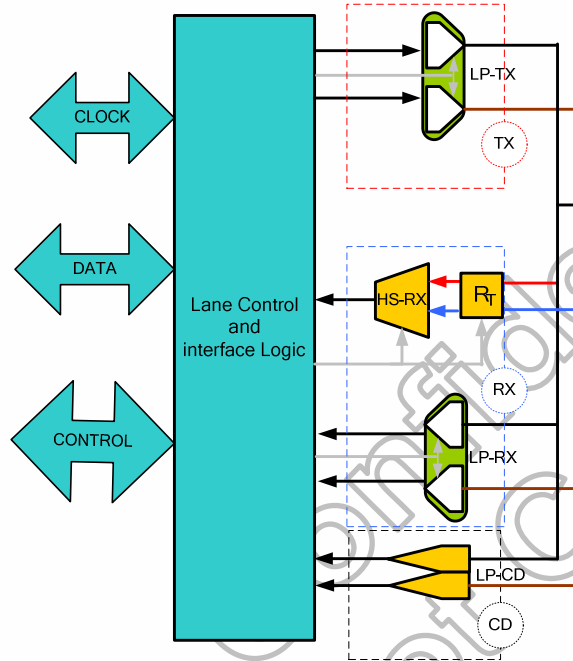 LP-TX
CLOCK
TX
DATA
HS-RX
RT
Lane Control
and
interface Logic
RX
CONTROL
LP-RX
LP-CD
CD